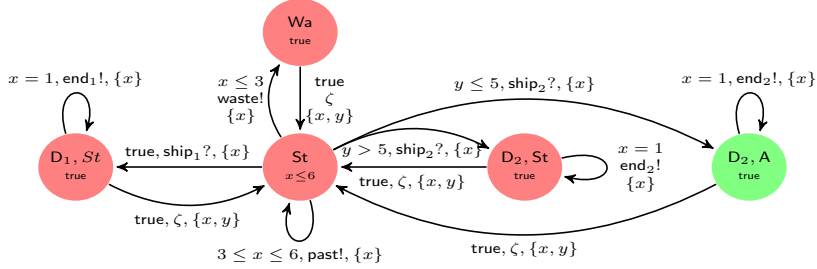 Wa
true
x = 1, end₁!, {x}
x ≤ 3
waste!
{x}
true
ζ
{x, y}
y ≤ 5, ship₂?, {x}
x = 1, end₂!, {x}
D₁, St
true
true, ship₁?, {x}
St
x≤6
y > 5, ship₂?, {x}
true, ζ, {x, y}
D₂, St
true
x = 1
end₂!
{x}
D₂, A
true
true, ζ, {x, y}
3 ≤ x ≤ 6, past!, {x}
true, ζ, {x, y}